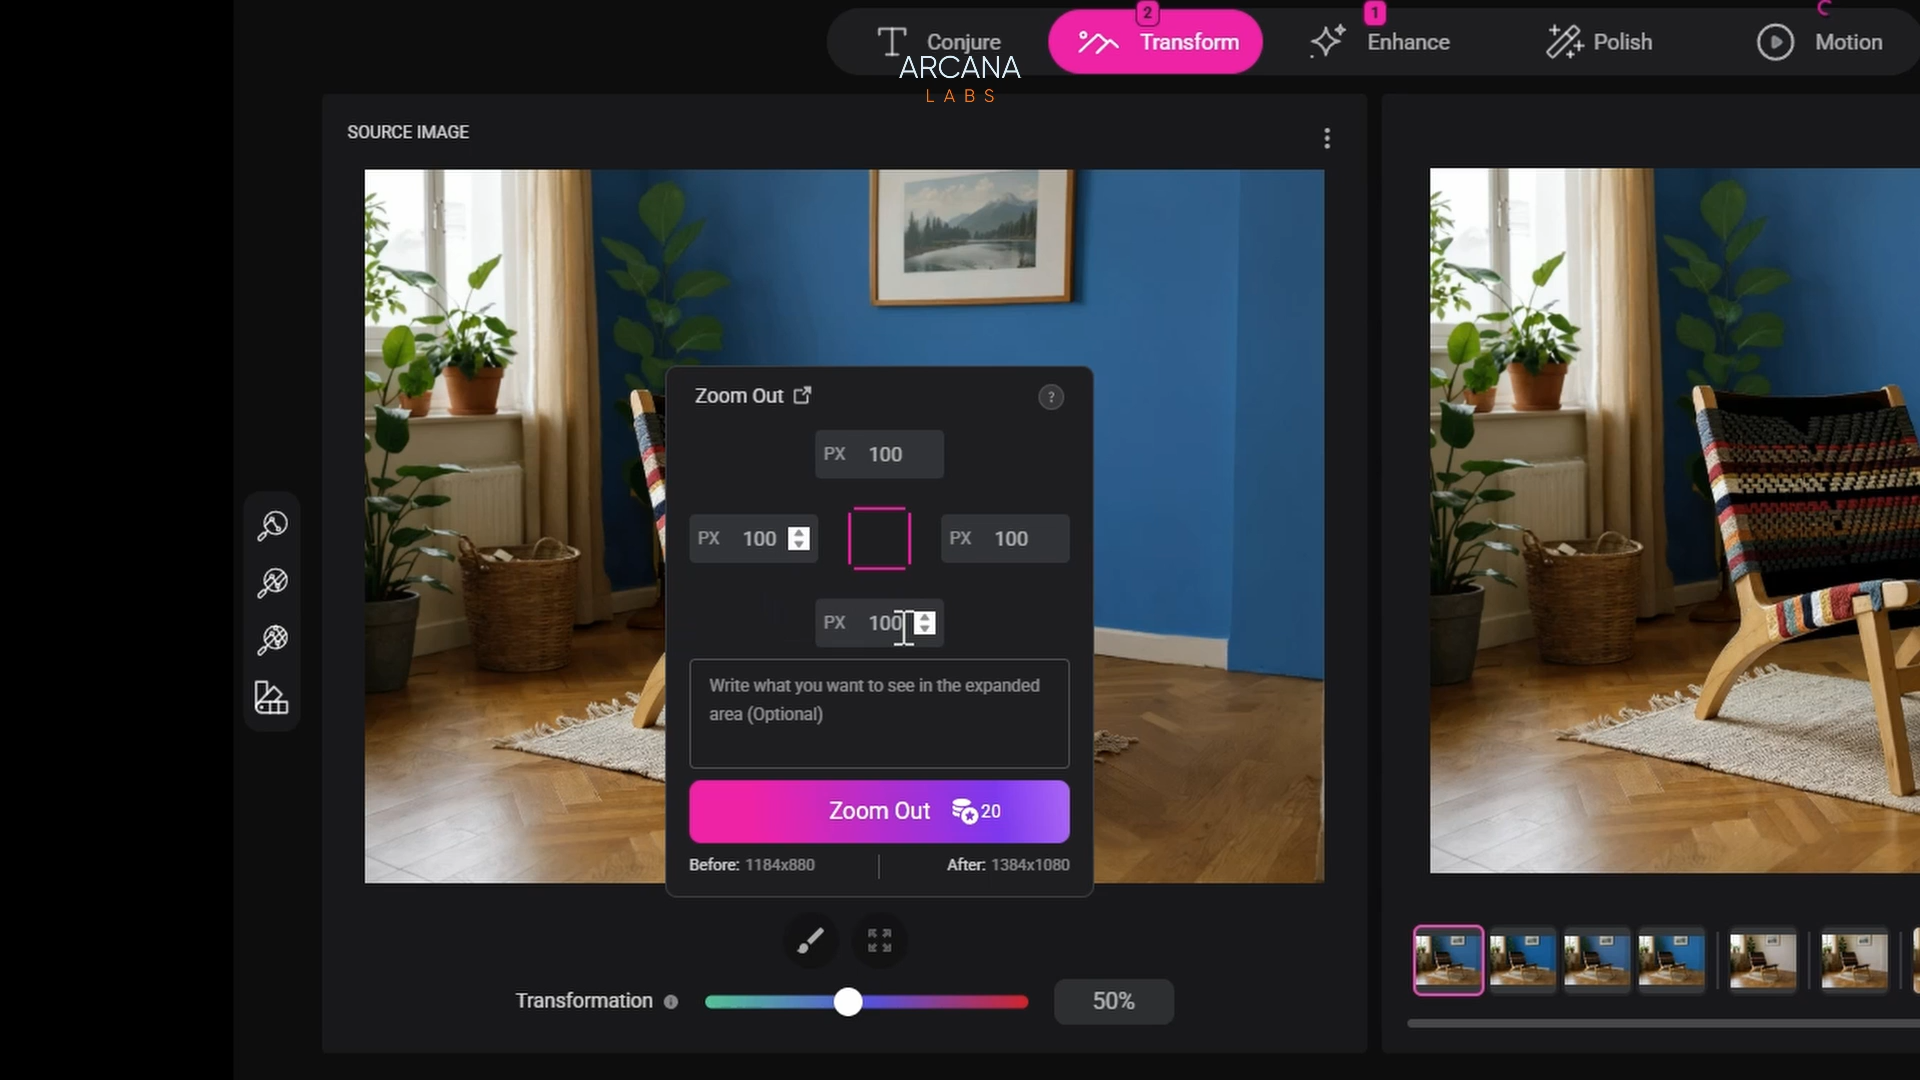 2
1
Conjure
Transform
Enhance
Polish
Motion
ARCANA
LABS
SOURCE IMAGE
Zoom Out
?
PX 100
PX 100
PX 100
PX 100
Write what you want to see in the expanded
area (Optional)
Zoom Out 20
Before: 1184x880
After: 1384x1080
Transformation
50%